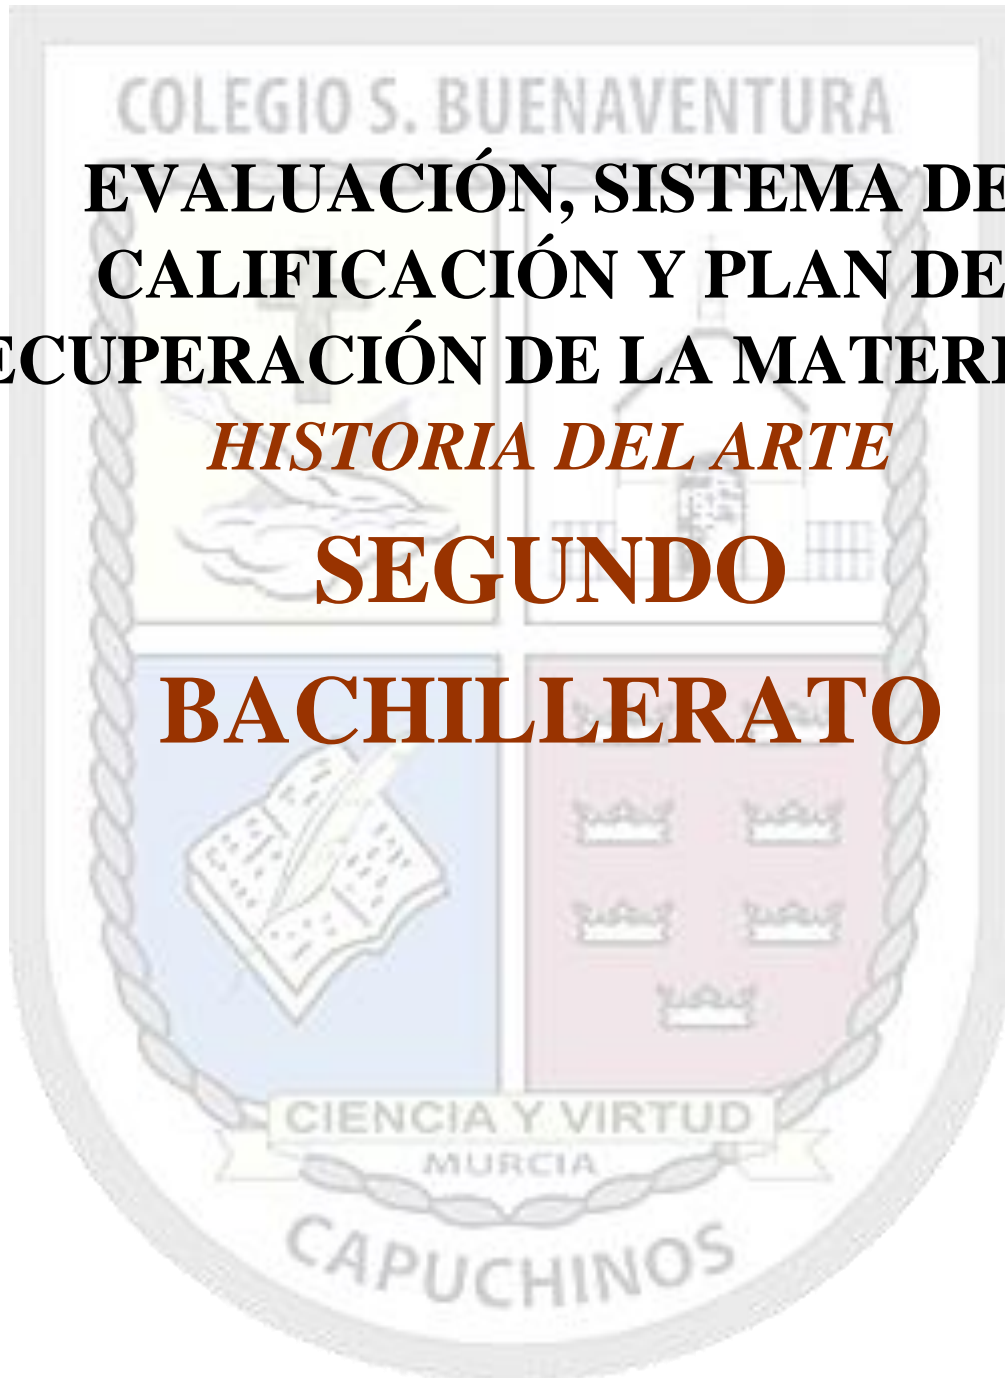 COLEGIO S. BUENAVENTURA
EVALUACIÓN, SISTEMA DE
CALIFICACIÓN Y PLAN DE
ECUPERACIÓN DE LA MATERI
HISTORIA DEL ARTE
SEGUNDO
BACHILLERATO
CIENCIA Y VIRTUD
MURCIA
CAPUCHINOS